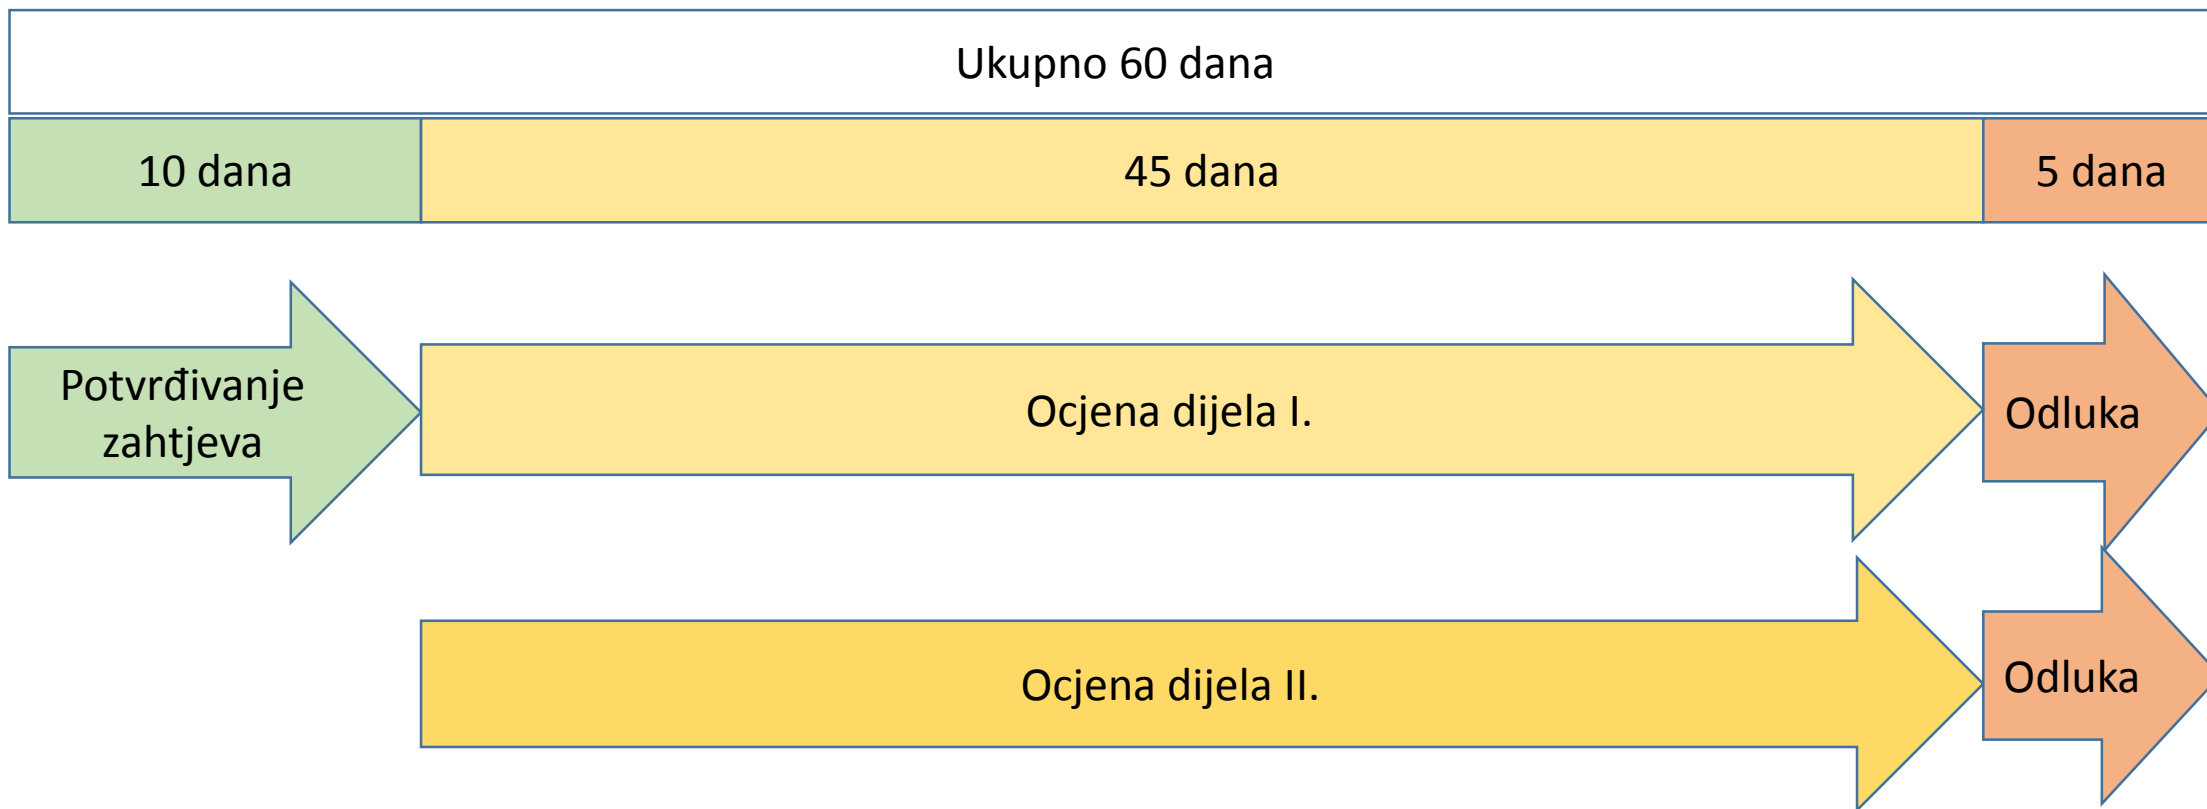 Ukupno 60 dana
10 dana
45 dana
5 dana
Potvrđivanje
zahtjeva
Ocjena dijela I.
Odluka
Ocjena dijela II.
Odluka